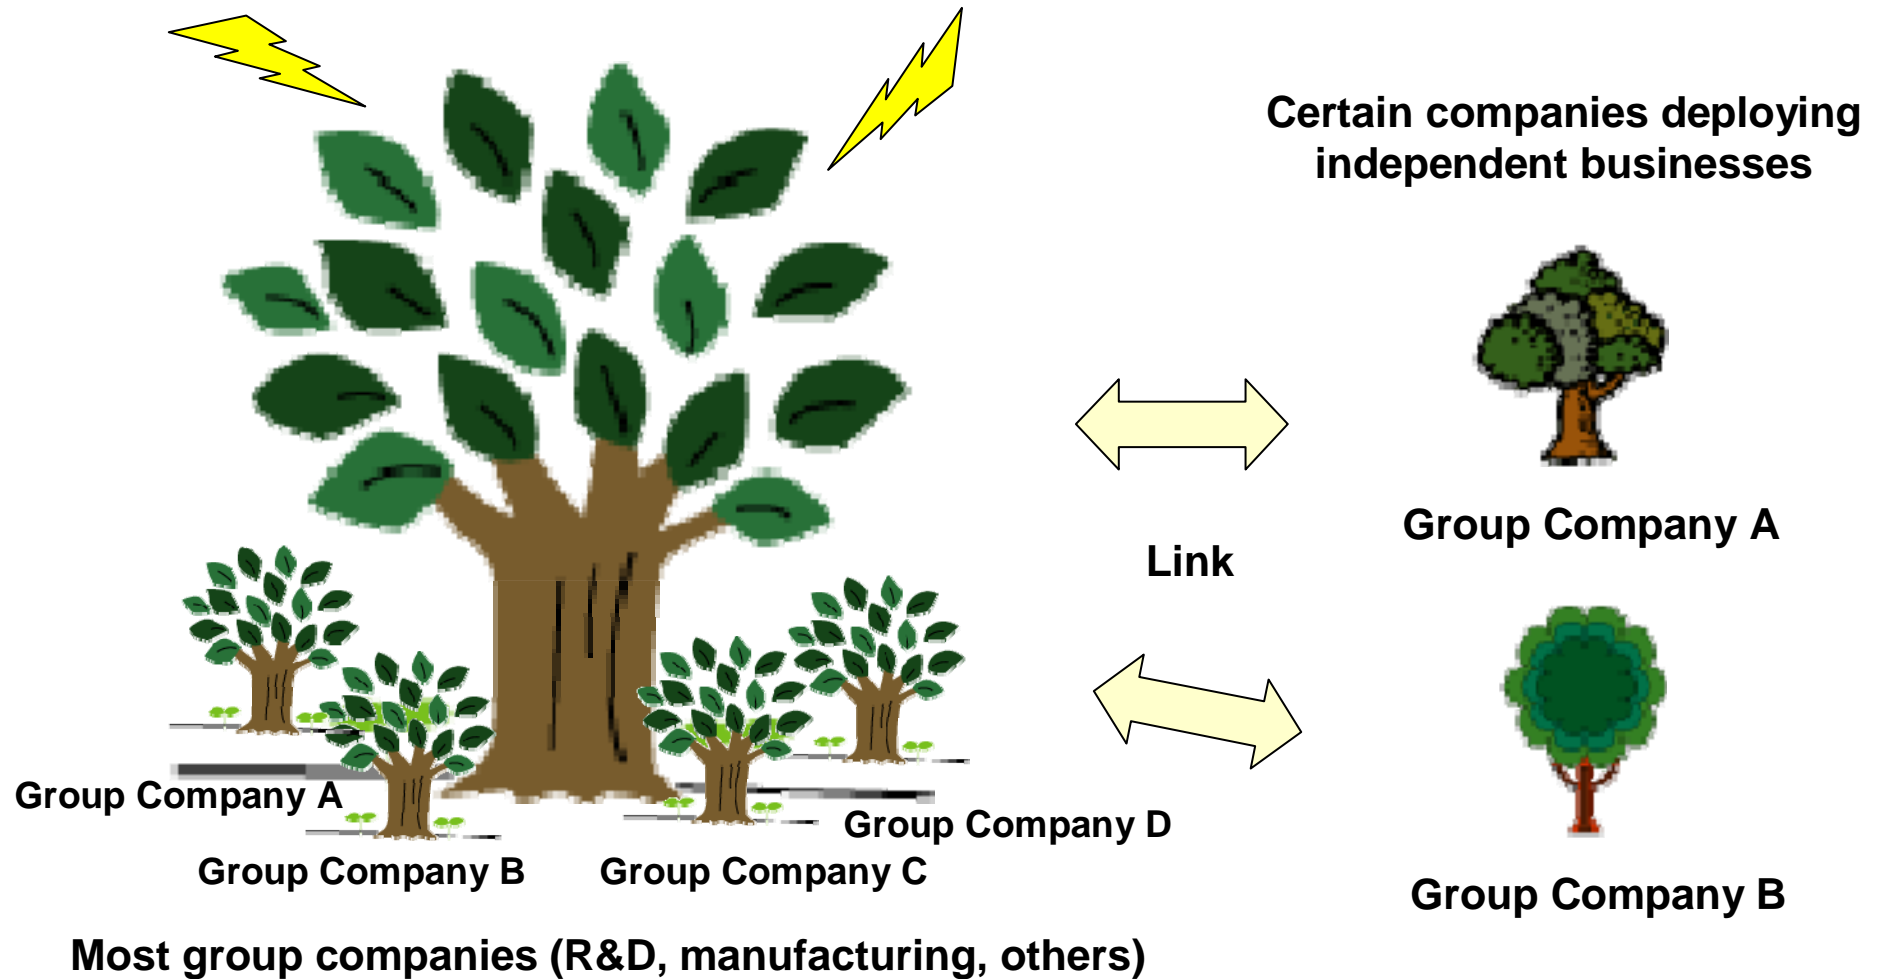 Certain companies deploying
independent businesses
Group Company A
Link
Group Company A
Group Company D
Group Company B
Group Company C
Group Company B
Most group companies (R&D, manufacturing, others)